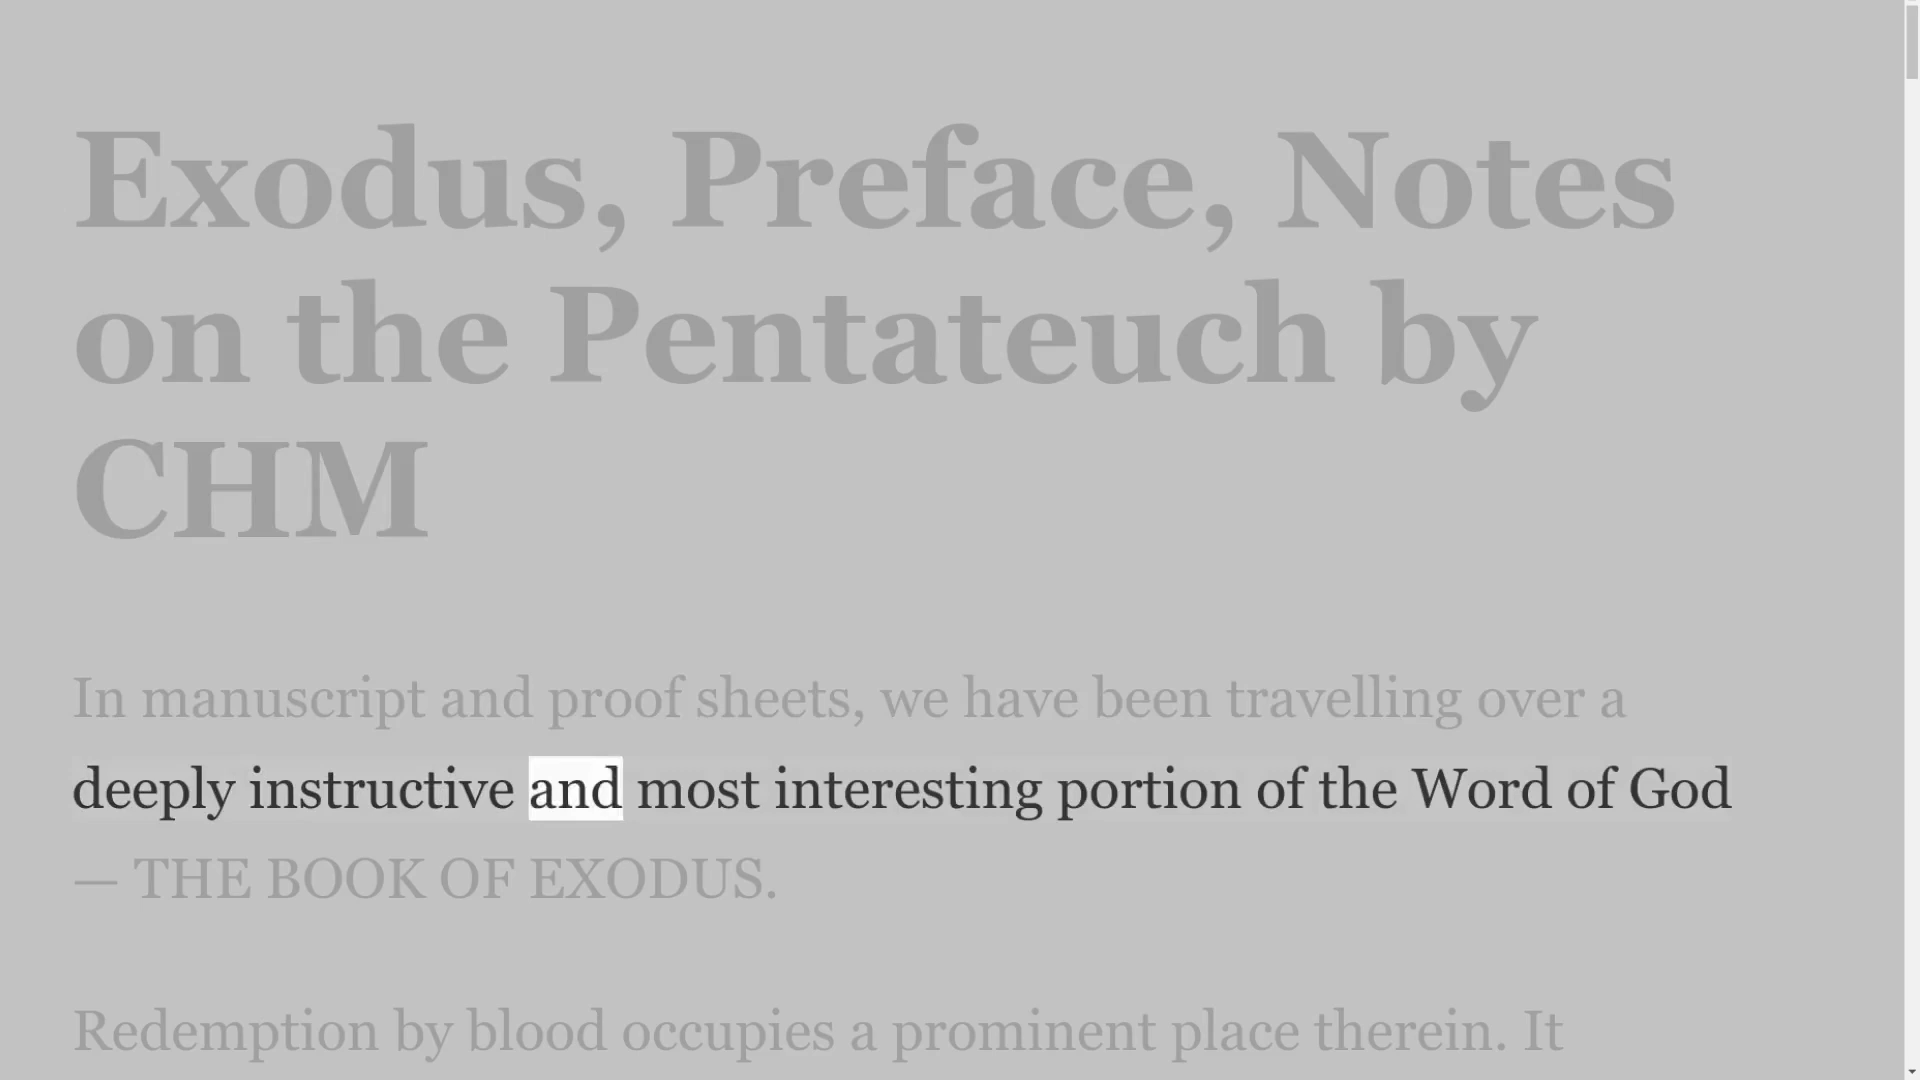 Exodus, Preface, Notes
on the Pentateuch by
CHM
In manuscript and proof sheets, we have been travelling over a
deeply instructive and most interesting portion of the Word of God
— THE BOOK OF EXODUS.
Redemption by blood occupies a prominent place therein. It